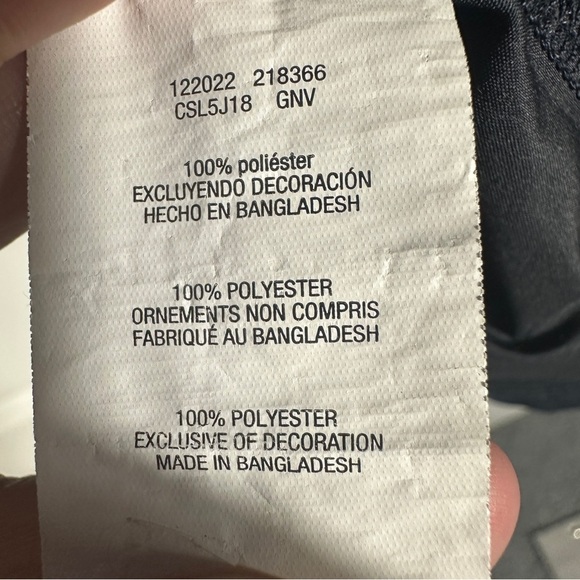 122022 218366
CSL5J18 GNV
100% poliéster
EXCLUYENDO DECORACIÓN
HECHO EN BANGLADESH
100% POLYESTER
ORNEMENTS NON COMPRIS
FABRIQUÉ AU BANGLADESH
100% POLYESTER
EXCLUSIVE OF DECORATION
MADE IN BANGLADESH